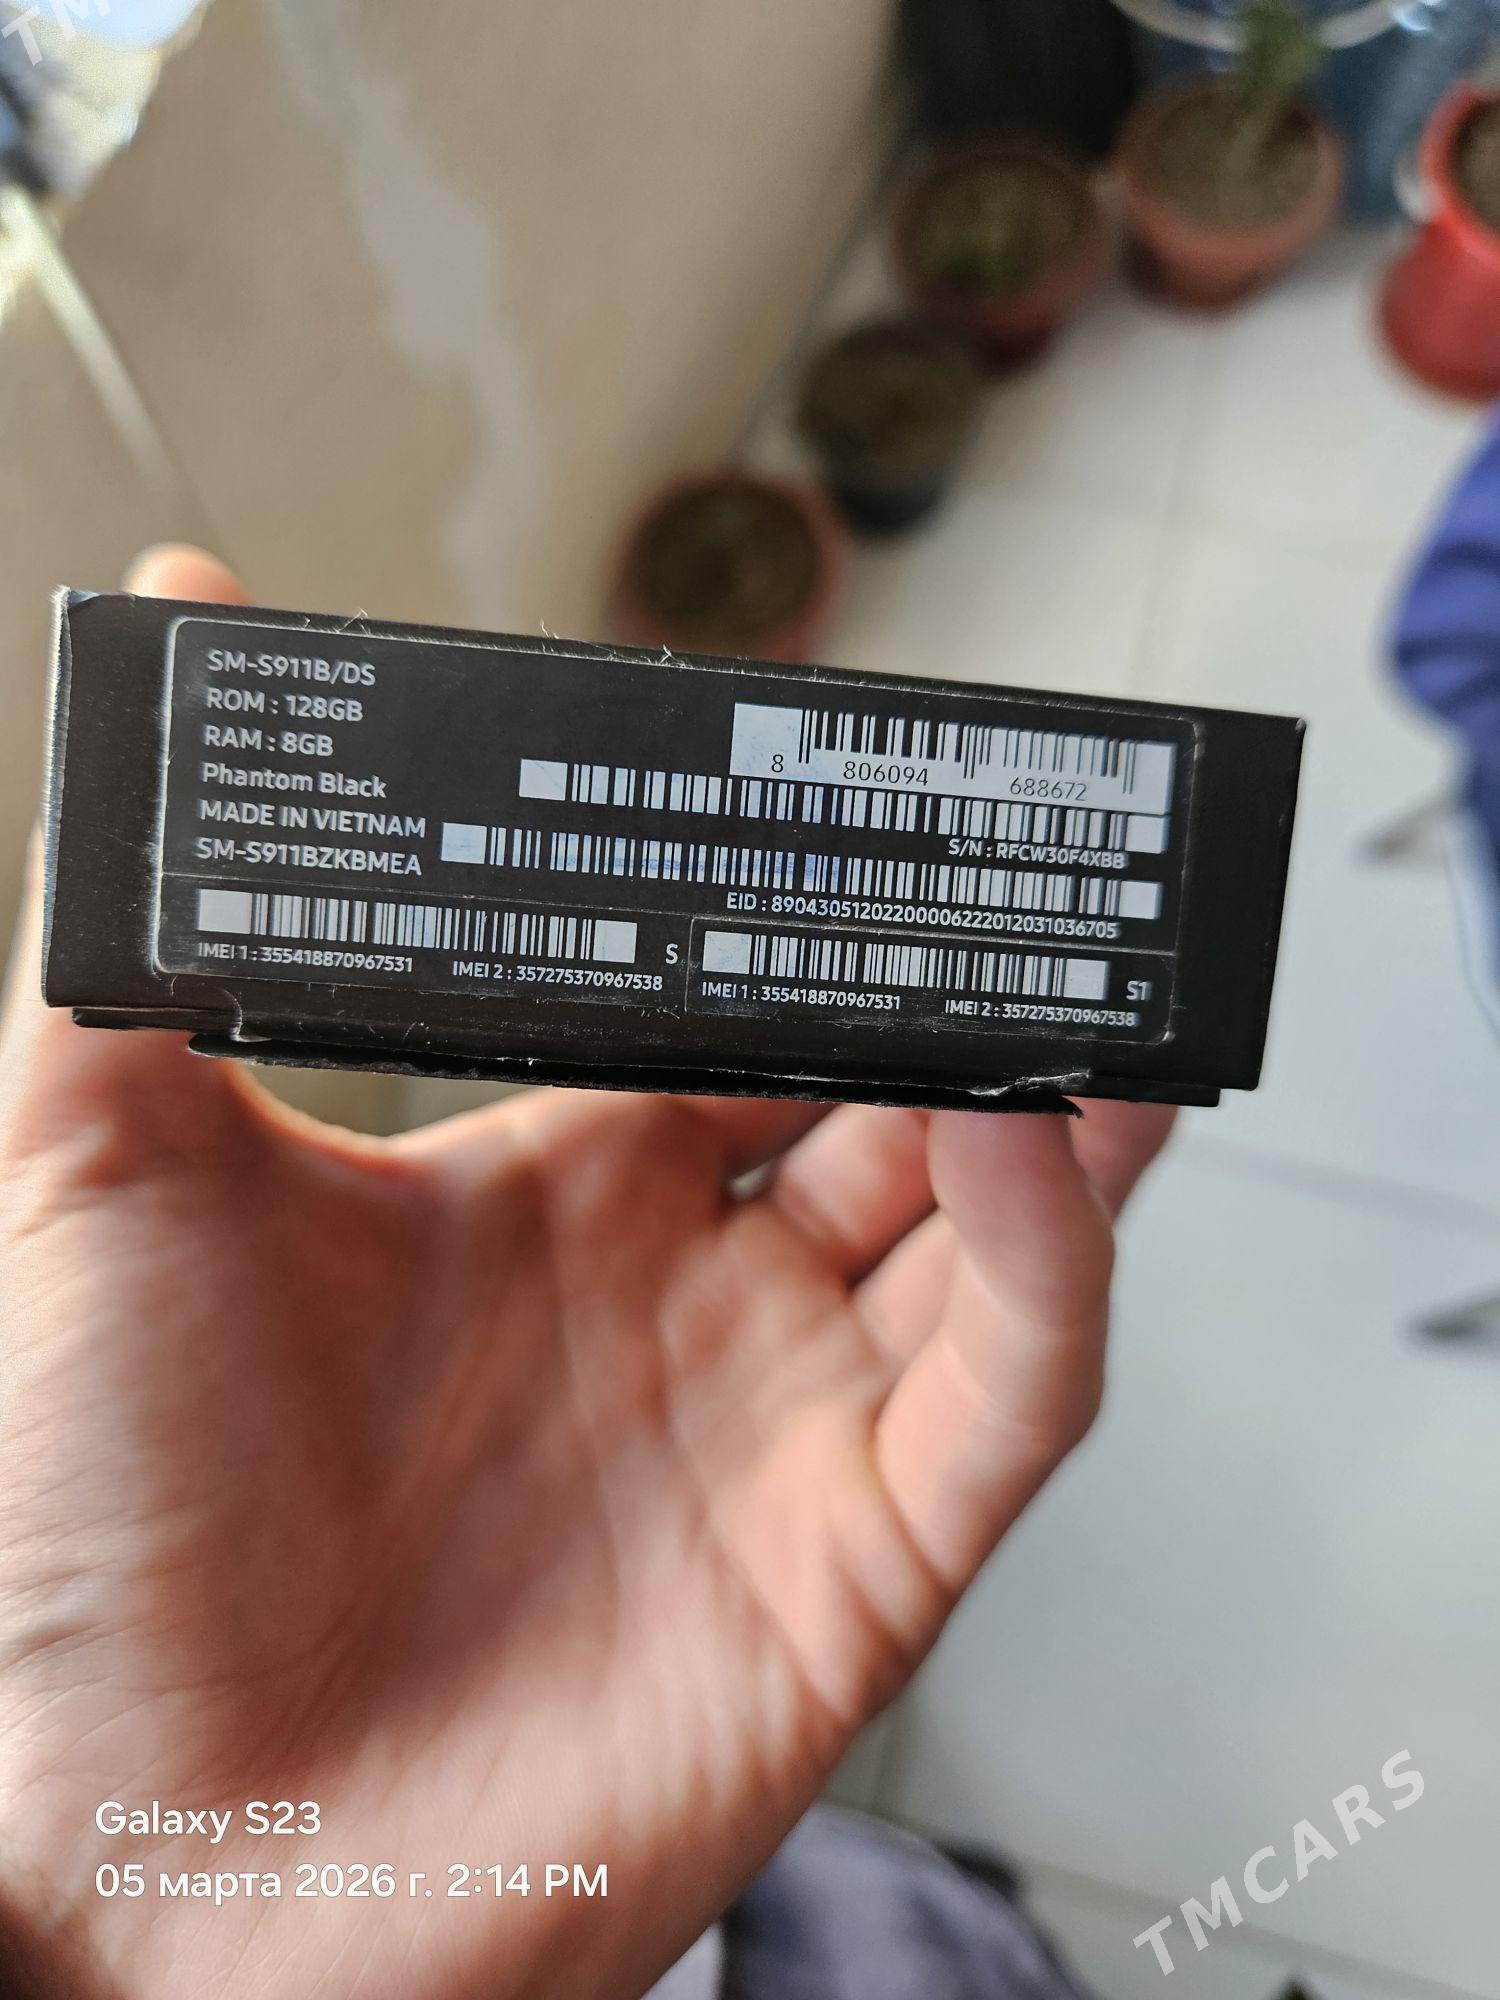 SM-S911B/DS
ROM : 128GB
RAM : 8GB
Phantom Black
MADE IN VIETNAM
SM-S911BZKBMEA
8 806094 688672
S/N : RFCW30F4XBB
EID : 89043051202200006222012031036705
IMEI 1 : 355418870967531 IMEI 2 : 357275370967538 S
IMEI 1 : 355418870967531 IMEI 2 : 357275370967538 S1
Galaxy S23
05 марта 2026 г. 2:14 PM
TMCARS